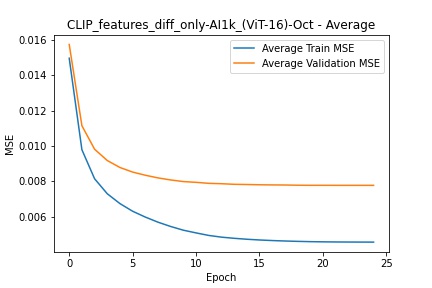 CLIP_features_diff_only-AI1k_(ViT-16)-Oct - Average
Average Train MSE
Average Validation MSE
MSE
0.016
0.014
0.012
0.010
0.008
0.006
0 5 10 15 20 25
Epoch